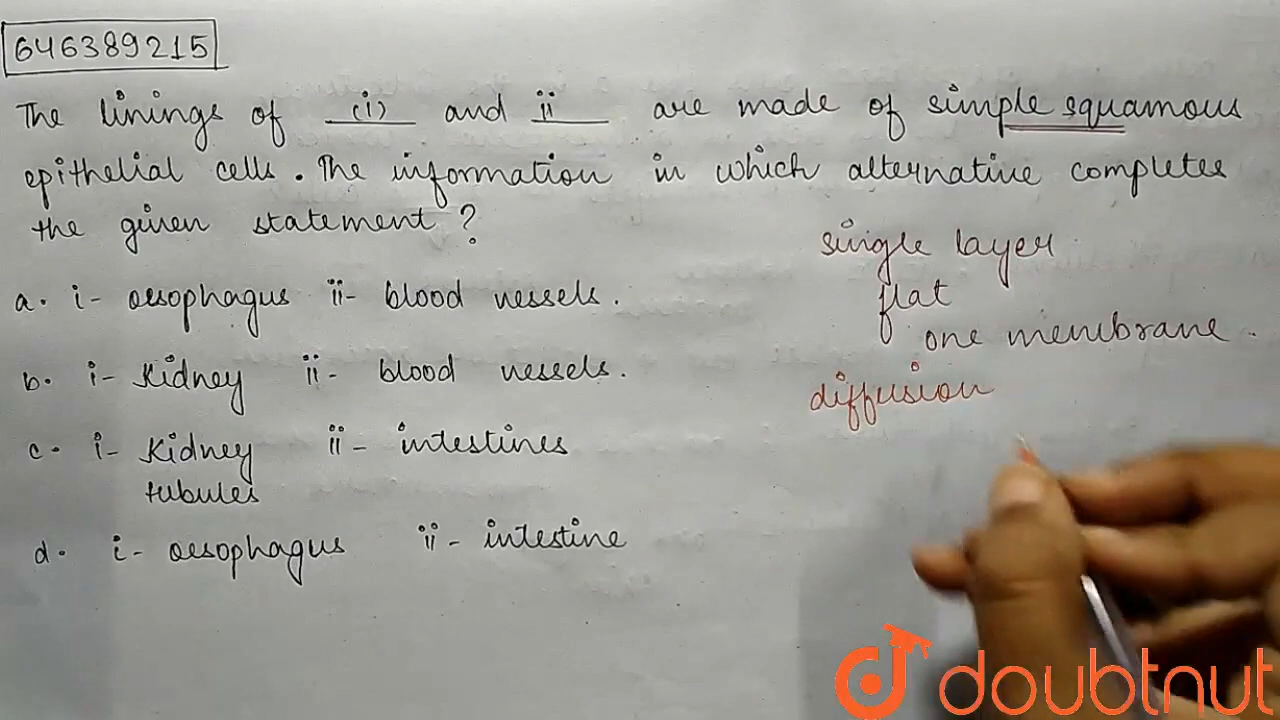 646389215
The linings of (i) and ii are made of simple squamous
epithelial cells. The information in which alternative completes
the given statement?
single layer
flat
one membrane.
diffusion
a. i- oesophagus ii- blood vessels.
b. i- Kidney ii- blood vessels.
c. i- Kidney ii- intestines
tubules
d. i- oesophagus ii- intestine
doubtnut